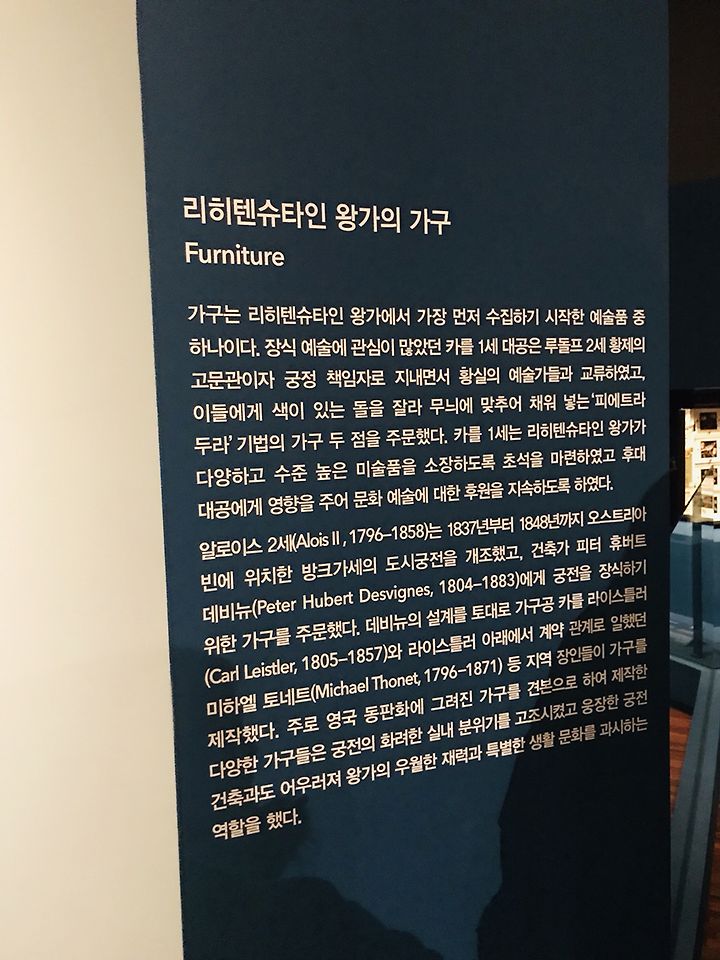 리히텐슈타인 왕가의 가구
Furniture
가구는 리히텐슈타인 왕가에서 가장 먼저 수집하기 시작한 예술품 중
하나이다. 장식 예술에 관심이 많았던 카를 1세 대공은 루돌프 2세 황제의
고문관이자 궁정 책임자로 지내면서 황실의 예술가들과 교류하였고,
이들에게 색이 있는 돌을 잘라 무늬에 맞추어 채워 넣는 '피에트라
두라' 기법의 가구 두 점을 주문했다. 카를 1세는 리히텐슈타인 왕가가
다양하고 수준 높은 미술품을 소장하도록 초석을 마련하였고 후대
대공에게 영향을 주어 문화 예술에 대한 후원을 지속하도록 하였다.
알로이스 2세(Alois II, 1796–1858)는 1837년부터 1848년까지 오스트리아
빈에 위치한 방크가세의 도시궁전을 개조했고, 건축가 피터 휴버트
데비뉴(Peter Hubert Desvignes, 1804–1883)에게 궁전을 장식하기
위한 가구를 주문했다. 데비뉴의 설계를 토대로 가구공 카를 라이스틀러
(Carl Leistler, 1805–1857)와 라이스틀러 아래에서 계약 관계로 일했던
미하엘 토네트(Michael Thonet, 1796–1871) 등 지역 장인들이 가구를
제작했다. 주로 영국 동판화에 그려진 가구를 견본으로 하여 제작한
다양한 가구들은 궁전의 화려한 실내 분위기를 고조시켰고 웅장한 궁전
건축과도 어우러져 왕가의 우월한 재력과 특별한 생활 문화를 과시하는
역할을 했다.